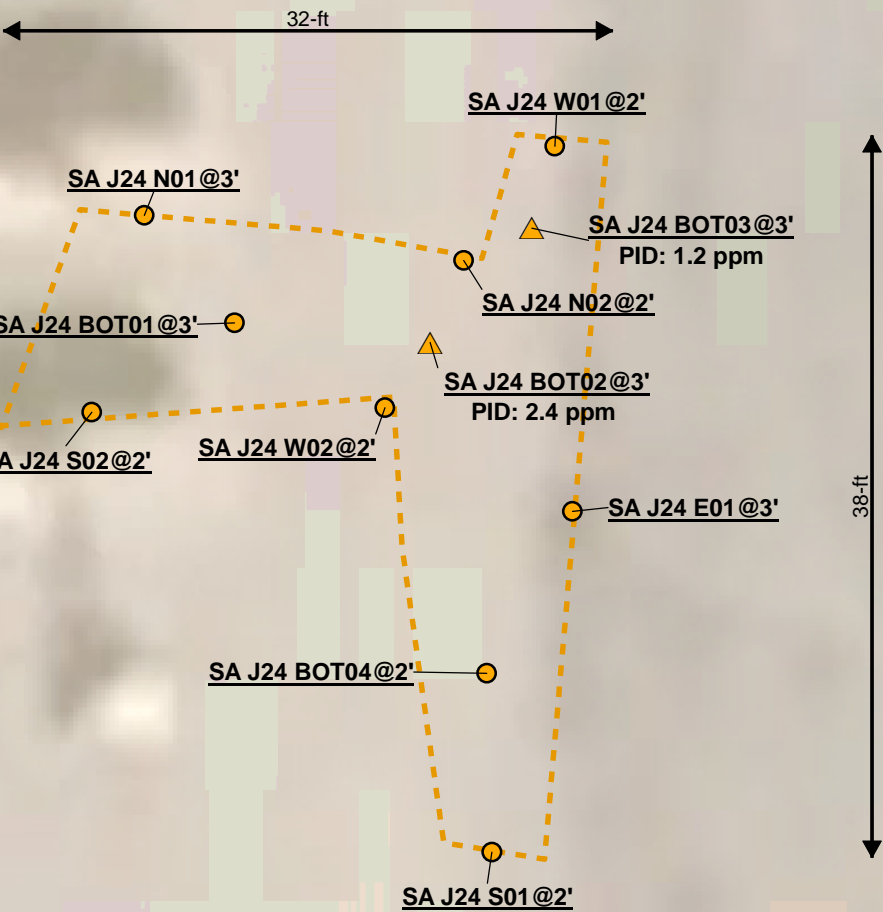 32-ft
SA J24 W01@2'
SA J24 N01@3'
SA J24 BOT03@3'
PID: 1.2 ppm
SA J24 N02@2'
SA J24 BOT01@3'
SA J24 BOT02@3'
PID: 2.4 ppm
SA J24 W02@2'
A J24 S02@2'
38-ft
SA J24 E01@3'
SA J24 BOT04@2'
SA J24 S01@2'